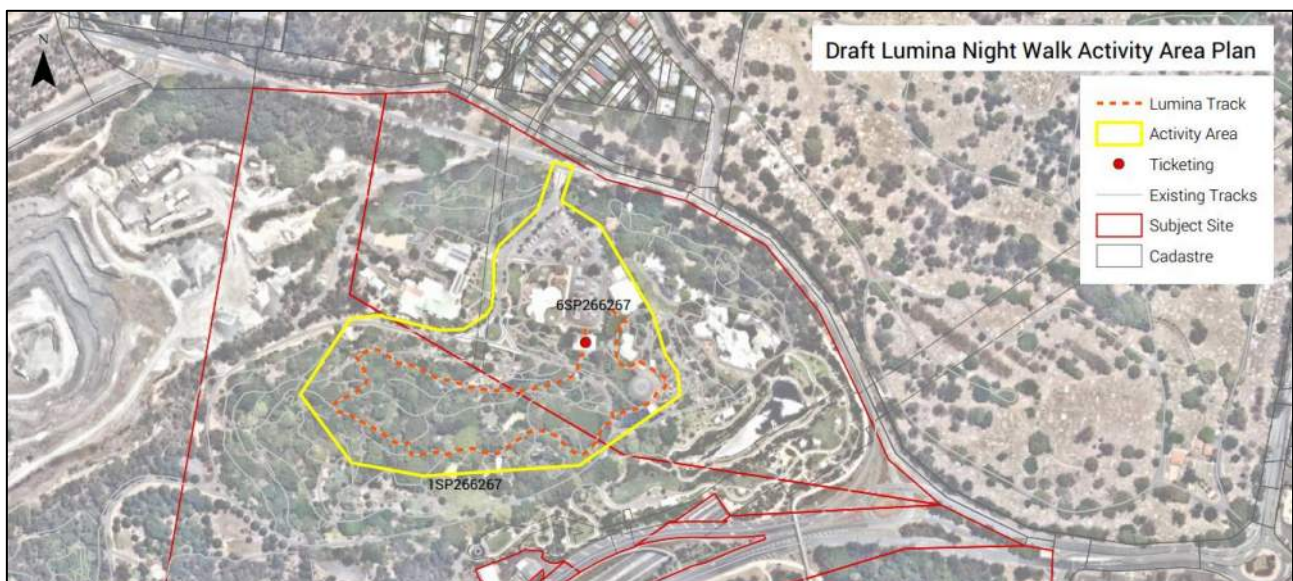 Draft Lumina Night Walk Activity Area Plan
N
Lumina Track
Activity Area
Ticketing
Existing Tracks
Subject Site
Cadastre
6SP266267
1SP266267